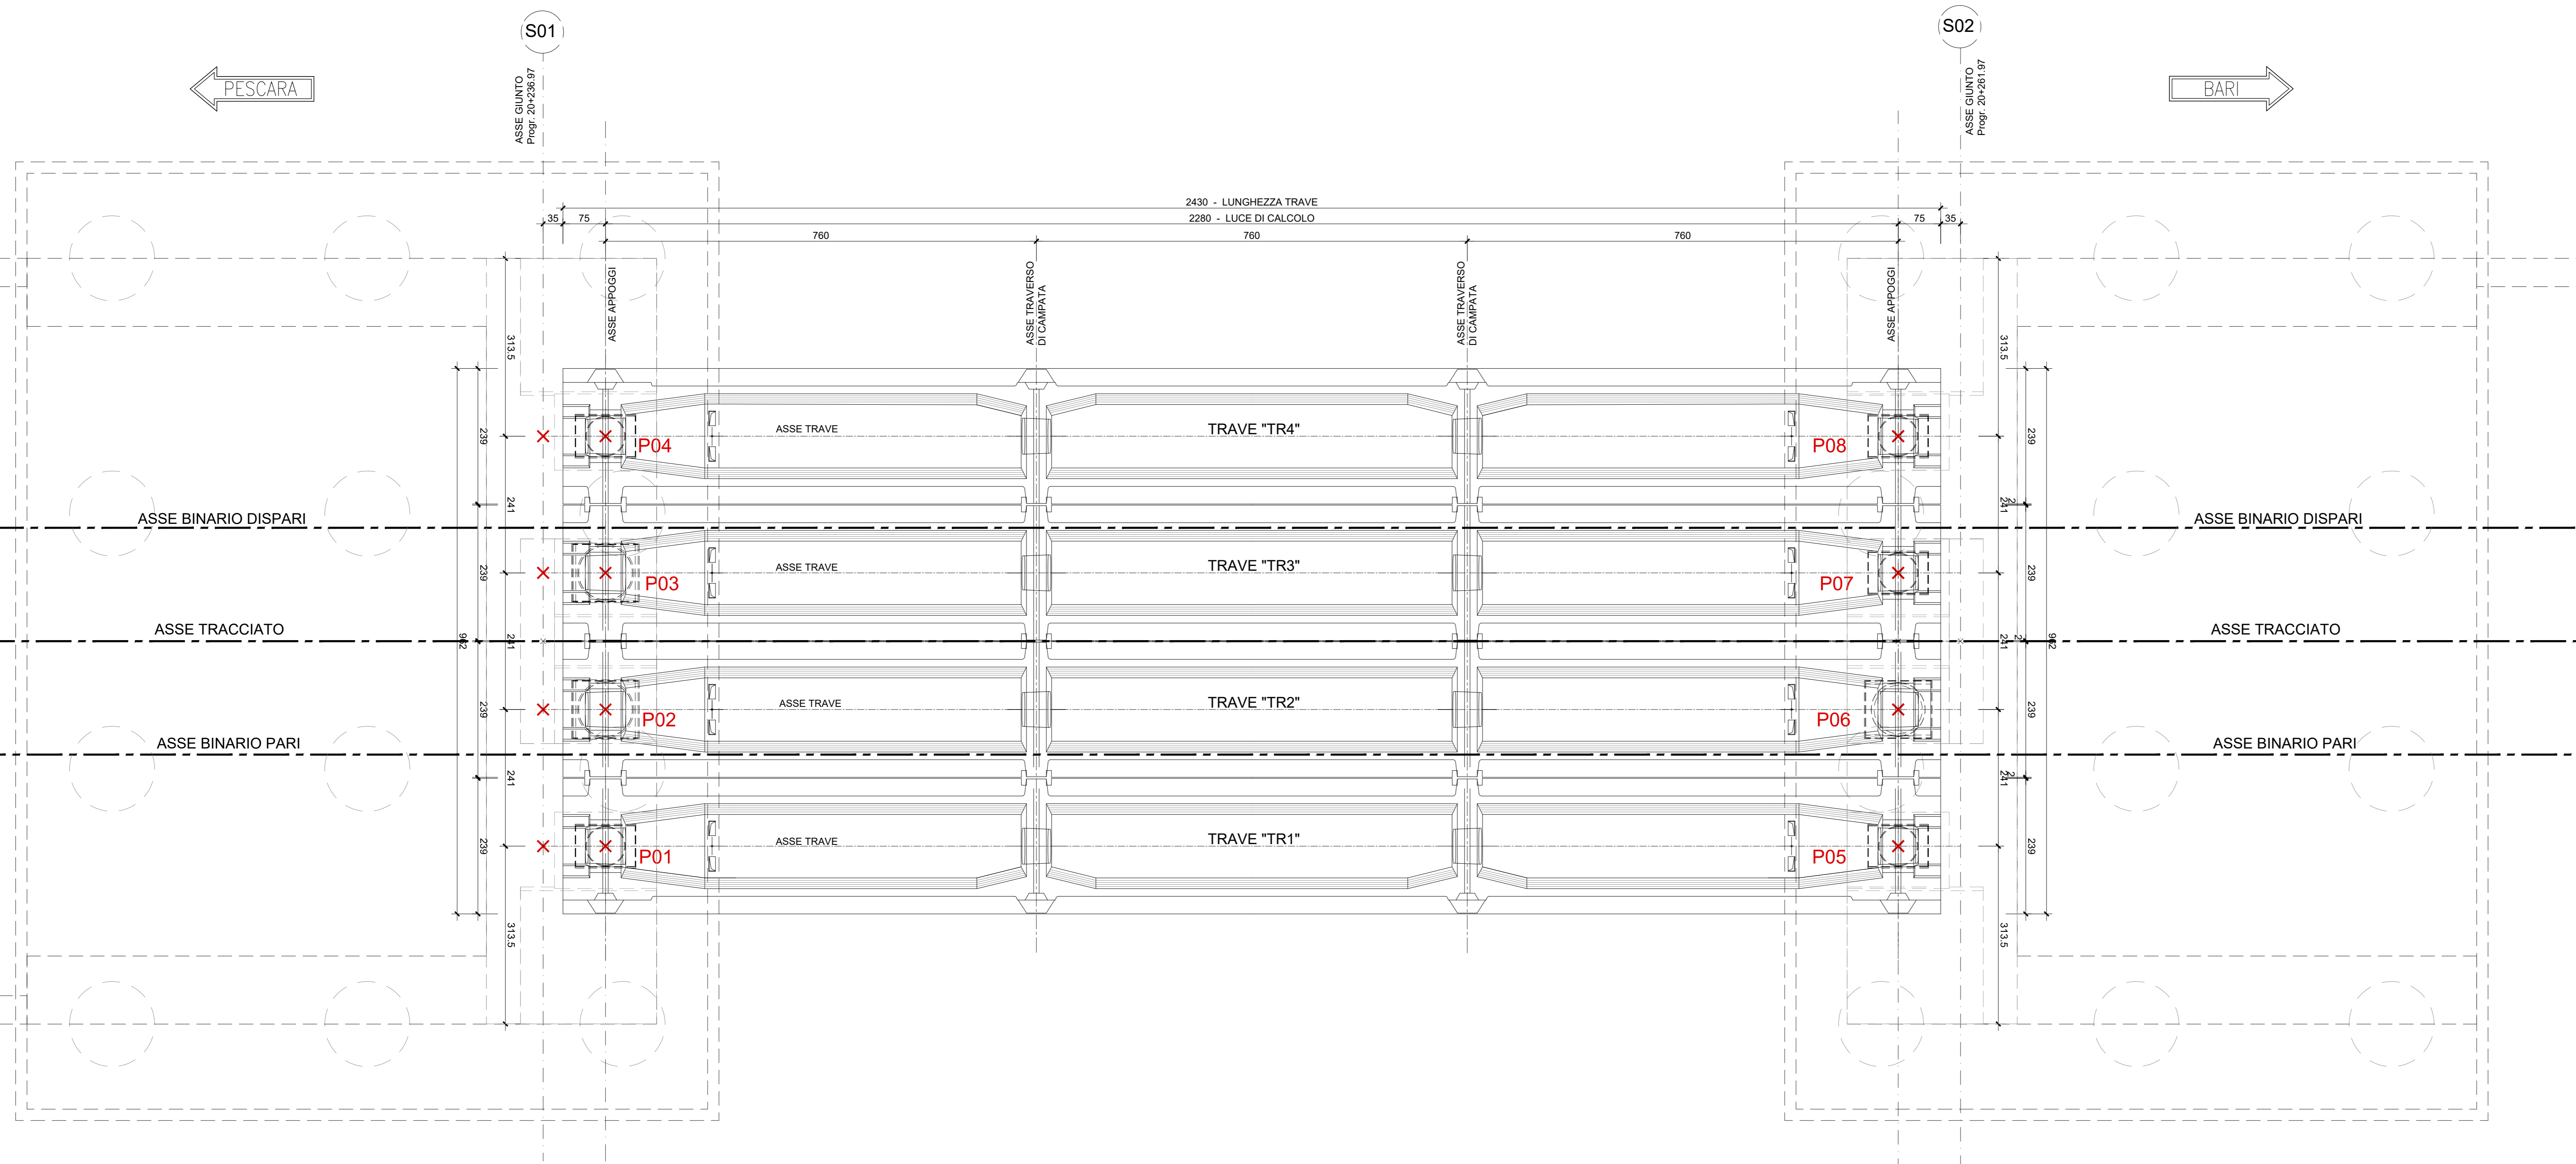 S01
S02
PESCARA
BARI
ASSE GIUNTO
Progr. 20+236.97
ASSE GIUNTO
Progr. 20+261.97
2430 - LUNGHEZZA TRAVE
35
75
2280 - LUCE DI CALCOLO
75
35
760
760
760
ASSE APPOGGI
ASSE TRAVERSO
DI CAMPATA
ASSE TRAVERSO
DI CAMPATA
ASSE APPOGGI
313.5
313.5
239
P04
ASSE TRAVE
TRAVE "TR4"
P08
239
241
241
2
ASSE BINARIO DISPARI
ASSE BINARIO DISPARI
239
P03
ASSE TRAVE
TRAVE "TR3"
P07
239
ASSE TRACCIATO
ASSE TRACCIATO
962
241
241
2
962
239
P02
ASSE TRAVE
TRAVE "TR2"
P06
239
ASSE BINARIO PARI
ASSE BINARIO PARI
241
241
2
239
P01
ASSE TRAVE
TRAVE "TR1"
P05
239
313.5
313.5